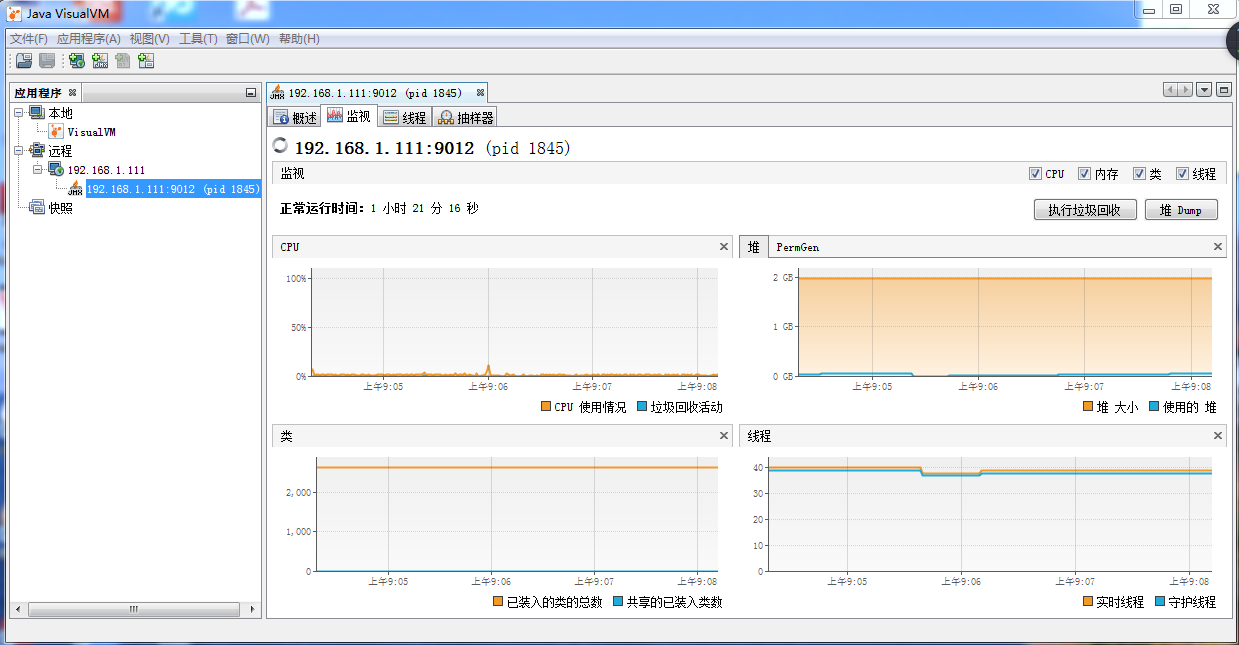 Java VisualVM
文件(F) 应用程序(A) 视图(V) 工具(T) 窗口(W) 帮助(H)
应用程序
本地
VisualVM
远程
192.168.1.111
192.168.1.111:9012 (pid 1845)
快照
192.168.1.111:9012 (pid 1845)
概述 监视 线程 抽样器
192.168.1.111:9012 (pid 1845)
监视 CPU 内存 类 线程
正常运行时间: 1 小时 21 分 16 秒 执行垃圾回收 堆 Dump
CPU
100%
50%
0%
上午9:05 上午9:06 上午9:07 上午9:08
CPU 使用情况 垃圾回收活动
堆 PermGen
2 GB
1 GB
0 GB
上午9:05 上午9:06 上午9:07 上午9:08
堆 大小 使用的 堆
类
2,000
1,000
0
上午9:05 上午9:06 上午9:07 上午9:08
已装入的类的总数 共享的已装入类数
线程
40
30
20
10
0
上午9:05 上午9:06 上午9:07 上午9:08
实时线程 守护线程